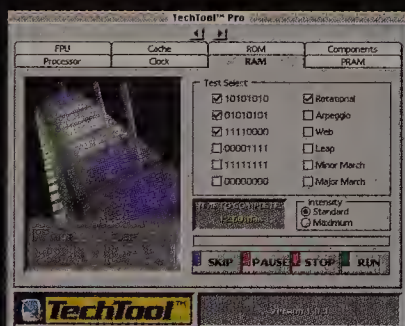 TechTool™ Pro
FPU Cache ROM Components
Processor Clock RAM PRAM
Test Select
10101010 Rotational
01010101 Arpeggio
11110000 Web
00001111 Leap
11111111 Minor March
00000000 Major March
Intensity
Standard
Maximum
SKIP PAUSE STOP RUN
TechTool™